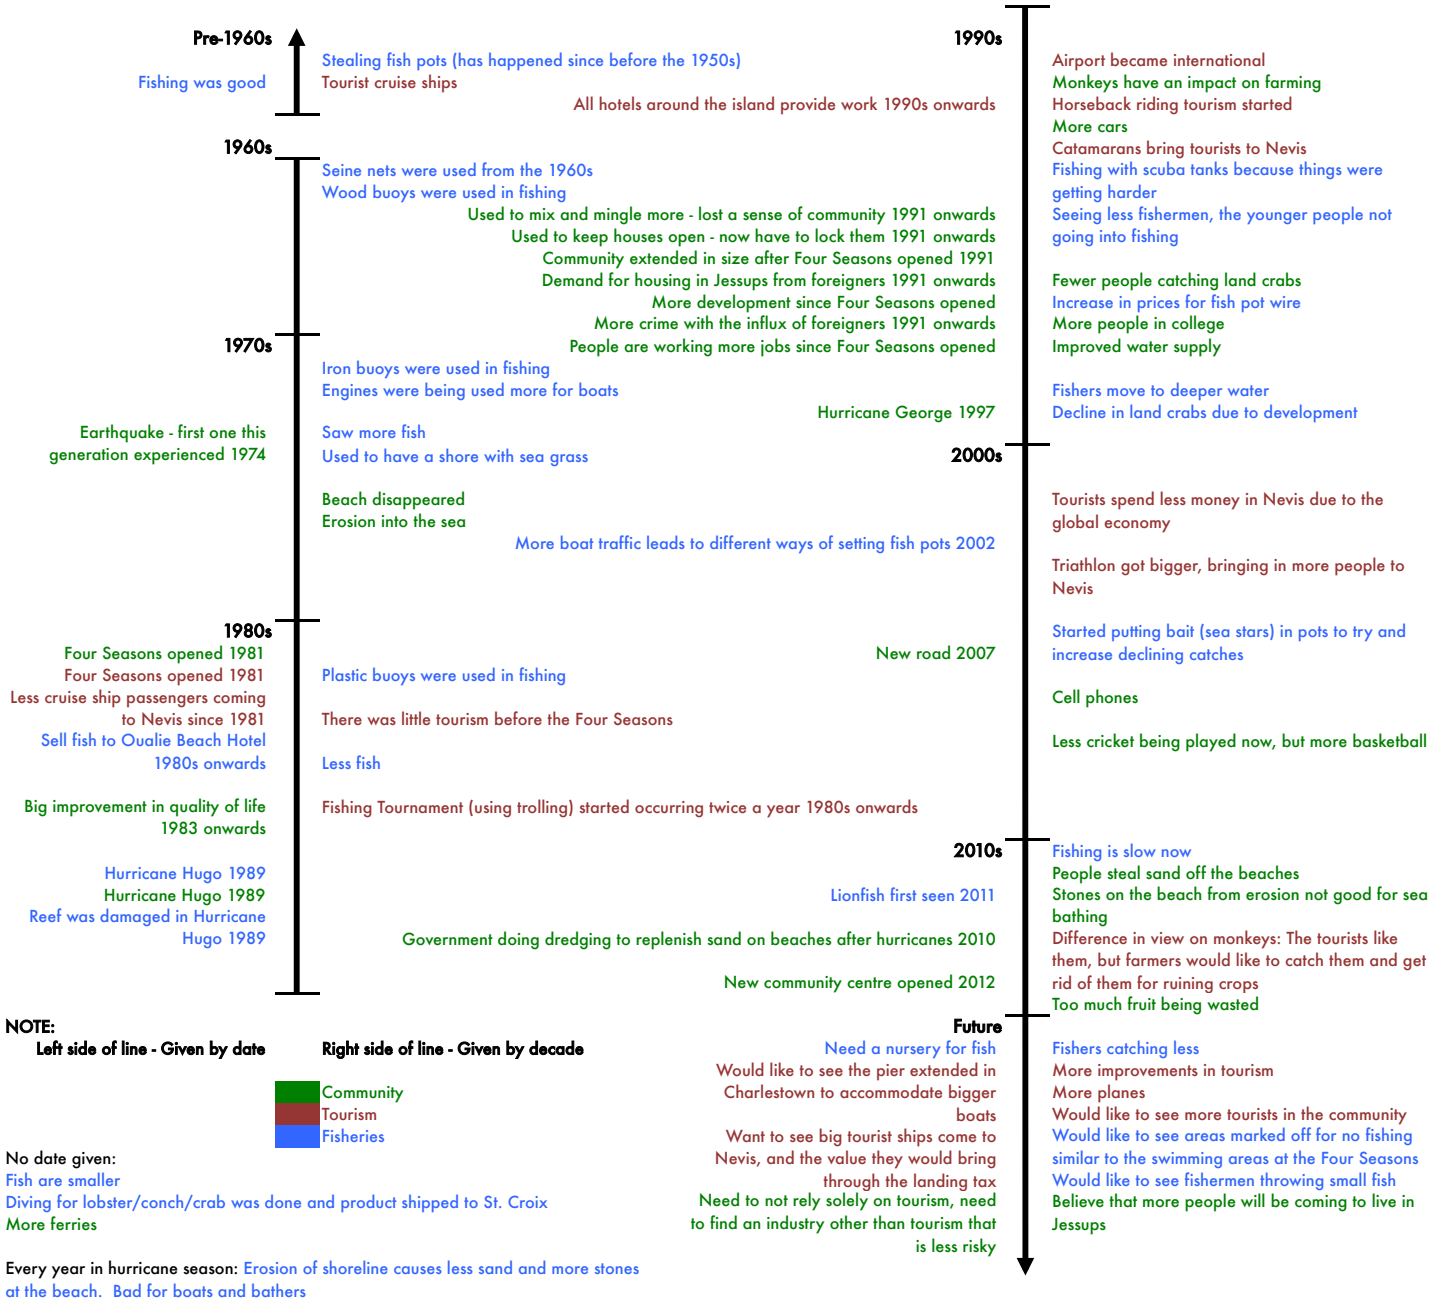 Pre-1960s
Stealing fish pots (has happened since before the 1950s)
Fishing was good
Tourist cruise ships
1960s
Seine nets were used from the 1960s
Wood buoys were used in fishing
1970s
Iron buoys were used in fishing
Engines were being used more for boats
Earthquake - first one this
generation experienced 1974
Saw more fish
Used to have a shore with sea grass
Beach disappeared
Erosion into the sea
1980s
Four Seasons opened 1981
Four Seasons opened 1981
Less cruise ship passengers coming
to Nevis since 1981
Sell fish to Oualie Beach Hotel
1980s onwards
Big improvement in quality of life
1983 onwards
Hurricane Hugo 1989
Hurricane Hugo 1989
Reef was damaged in Hurricane
Hugo 1989
Plastic buoys were used in fishing
There was little tourism before the Four Seasons
Less fish
Fishing Tournament (using trolling) started occurring twice a year 1980s onwards
1990s
All hotels around the island provide work 1990s onwards
Used to mix and mingle more - lost a sense of community 1991 onwards
Used to keep houses open - now have to lock them 1991 onwards
Community extended in size after Four Seasons opened 1991
Demand for housing in Jessups from foreigners 1991 onwards
More development since Four Seasons opened
More crime with the influx of foreigners 1991 onwards
People are working more jobs since Four Seasons opened
Hurricane George 1997
Airport became international
Monkeys have an impact on farming
Horseback riding tourism started
More cars
Catamarans bring tourists to Nevis
Fishing with scuba tanks because things were
getting harder
Seeing less fishermen, the younger people not
going into fishing
Fewer people catching land crabs
Increase in prices for fish pot wire
More people in college
Improved water supply
Fishers move to deeper water
Decline in land crabs due to development
2000s
More boat traffic leads to different ways of setting fish pots 2002
New road 2007
Tourists spend less money in Nevis due to the
global economy
Triathlon got bigger, bringing in more people to
Nevis
Started putting bait (sea stars) in pots to try and
increase declining catches
Cell phones
Less cricket being played now, but more basketball
2010s
Lionfish first seen 2011
Government doing dredging to replenish sand on beaches after hurricanes 2010
New community centre opened 2012
Fishing is slow now
People steal sand off the beaches
Stones on the beach from erosion not good for sea
bathing
Difference in view on monkeys: The tourists like
them, but farmers would like to catch them and get
rid of them for ruining crops
Too much fruit being wasted
Future
Need a nursery for fish
Would like to see the pier extended in
Charlestown to accommodate bigger
boats
Want to see big tourist ships come to
Nevis, and the value they would bring
through the landing tax
Need to not rely solely on tourism, need
to find an industry other than tourism that
is less risky
Fishers catching less
More improvements in tourism
More planes
Would like to see more tourists in the community
Would like to see areas marked off for no fishing
similar to the swimming areas at the Four Seasons
Would like to see fishermen throwing small fish
Believe that more people will be coming to live in
Jessups
NOTE:
Left side of line - Given by date
Right side of line - Given by decade
Community
Tourism
Fisheries
No date given:
Fish are smaller
Diving for lobster/conch/crab was done and product shipped to St. Croix
More ferries
Every year in hurricane season: Erosion of shoreline causes less sand and more stones
at the beach. Bad for boats and bathers